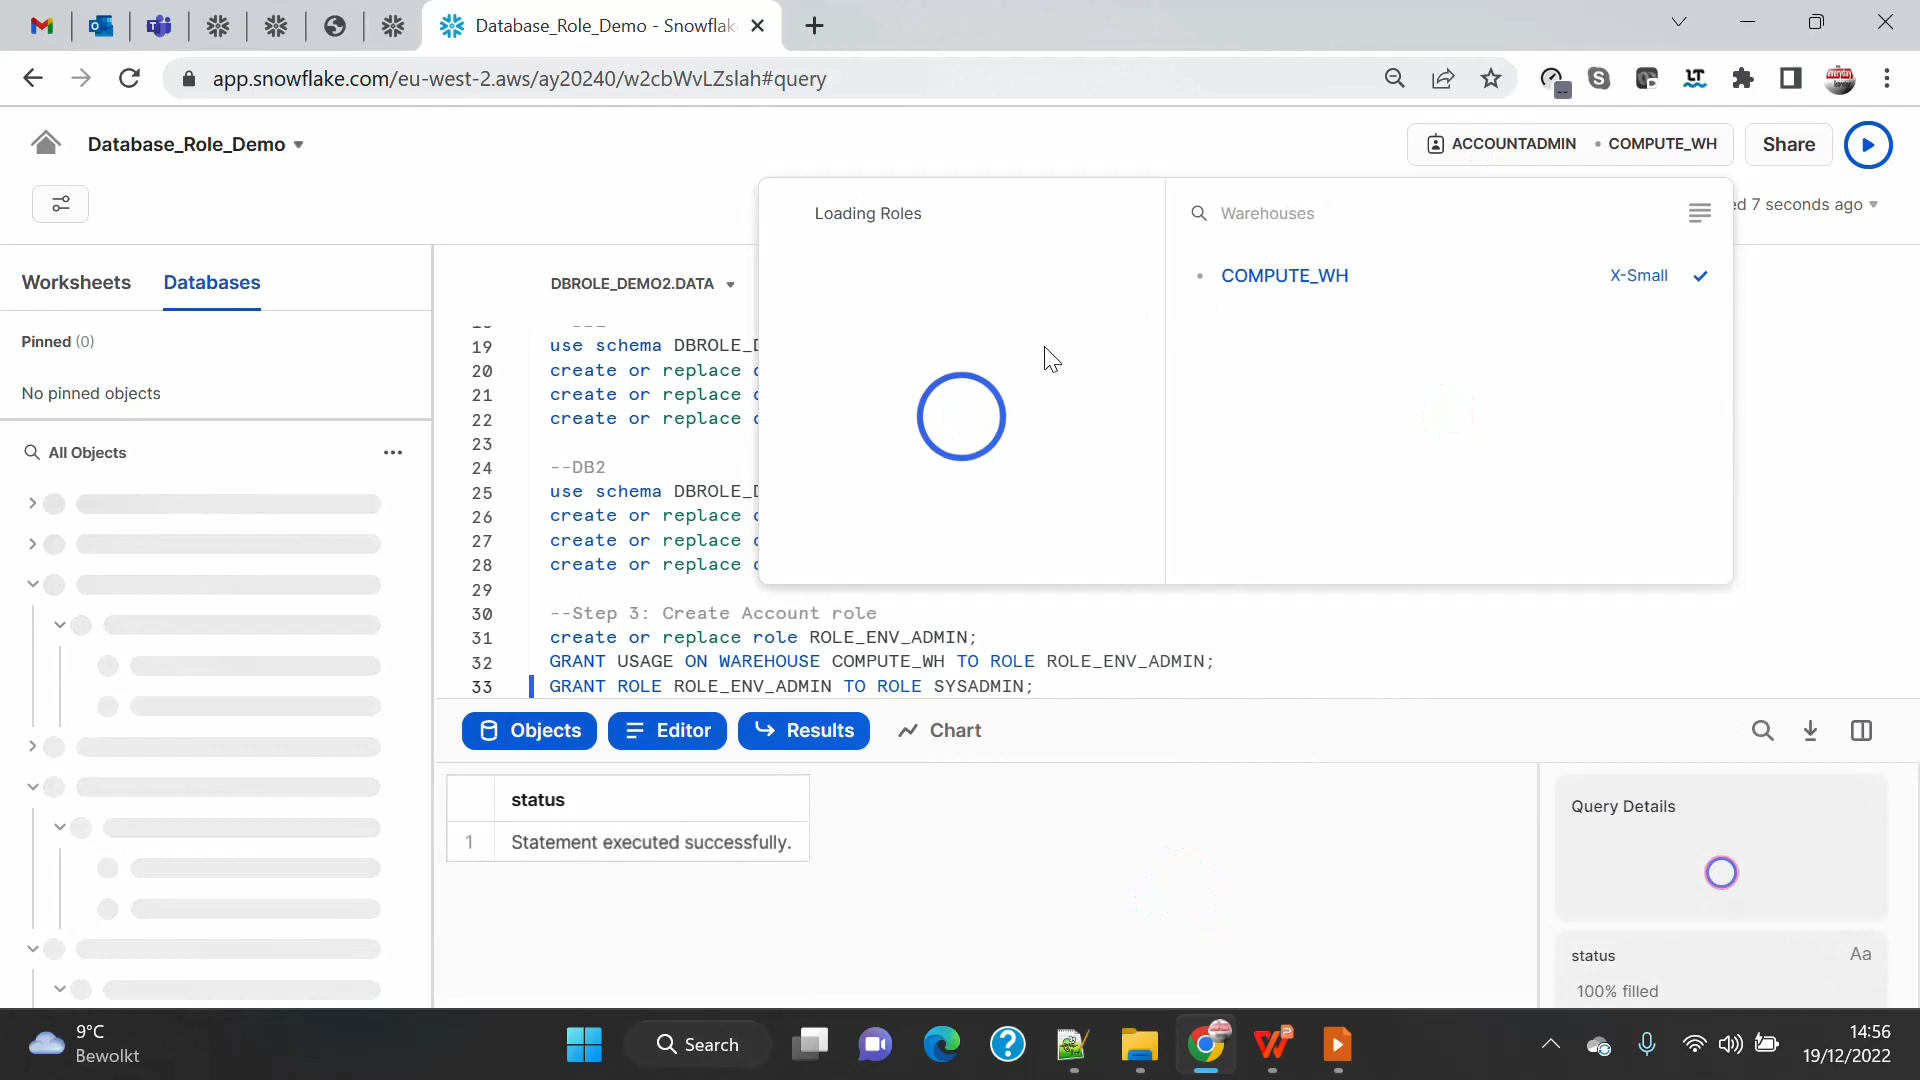 Database_Role_Demo - Snowflak
app.snowflake.com/eu-west-2.aws/ay20240/w2cbWvLZslah#query
Database_Role_Demo
ACCOUNTADMIN
COMPUTE_WH
Share
Loading Roles
Warehouses
ed 7 seconds ago
COMPUTE_WH
X-Small
Worksheets
Databases
Pinned (0)
No pinned objects
All Objects
DBROLE_DEMO2.DATA
19 use schema DBROLE_D
20 create or replace
21 create or replace
22 create or replace
23
24 --DB2
25 use schema DBROLE_D
26 create or replace
27 create or replace
28 create or replace
29
30 --Step 3: Create Account role
31 create or replace role ROLE_ENV_ADMIN;
32 GRANT USAGE ON WAREHOUSE COMPUTE_WH TO ROLE ROLE_ENV_ADMIN;
33 GRANT ROLE ROLE_ENV_ADMIN TO ROLE SYSADMIN;
Objects
Editor
Results
Chart
status
1 Statement executed successfully.
Query Details
status
Aa
100% filled
9°C
Bewolkt
Search
14:56
19/12/2022